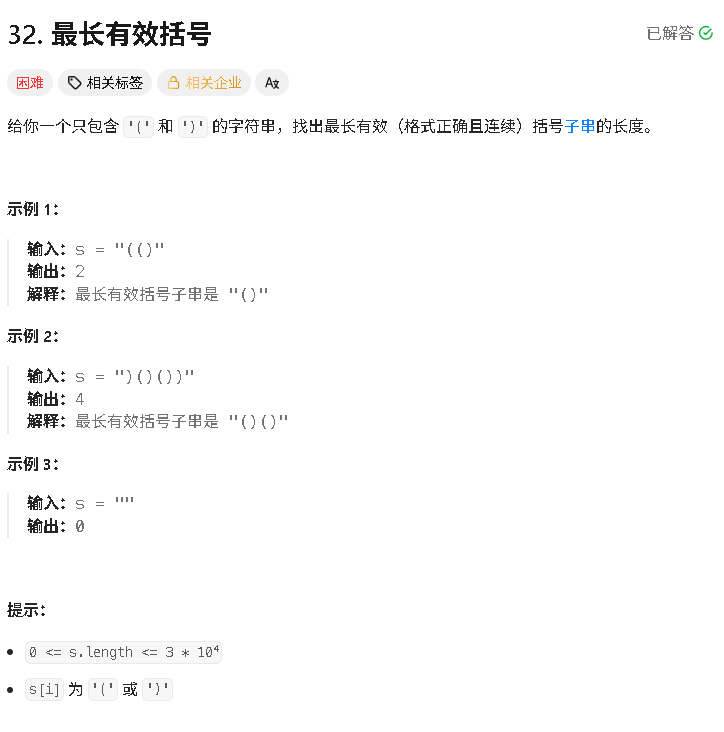 32. 最长有效括号 已解答
困难 相关标签 相关企业 Aあ
给你一个只包含 '(' 和 ')' 的字符串，找出最长有效（格式正确且连续）括号子串的长度。
示例 1：
输入：s = "(()"
输出：2
解释：最长有效括号子串是 "()"
示例 2：
输入：s = ")()())"
输出：4
解释：最长有效括号子串是 "()()"
示例 3：
输入：s = ""
输出：0
提示：
• 0 <= s.length <= 3 * 10⁴
• s[i] 为 '(' 或 ')'